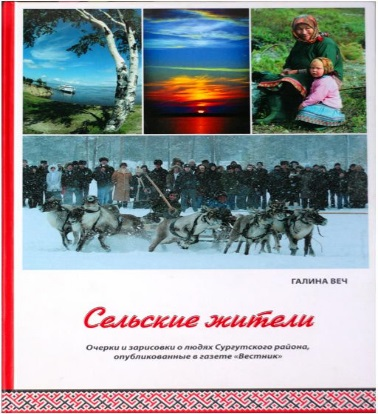 ГАЛИНА ВЕЧ
Сельские жители
Очерки и зарисовки о людях Сургутского района,
опубликованные в газете «Вестник»